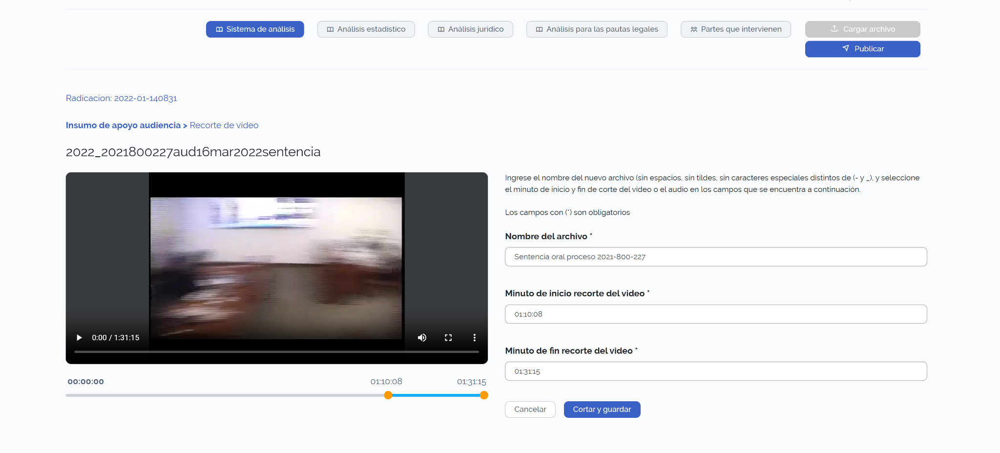 Sistema de análisis
Análisis estadístico
Análisis jurídico
Análisis para las pautas legales
Partes que intervienen
Cargar archivo
Publicar
Radicacion: 2022-01-140831
Insumo de apoyo audiencia > Recorte de video
2022_2021800227aud16mar2022sentencia
0:00 / 1:31:15
00:00:00
01:10:08
01:31:15
Ingrese el nombre del nuevo archivo (sin espacios, sin tildes, sin caracteres especiales distintos de (- y _), y seleccione
el minuto de inicio y fin de corte del video o el audio en los campos que se encuentra a continuación.
Los campos con (*) son obligatorios
Nombre del archivo *
Sentencia oral proceso 2021-800-227
Minuto de inicio recorte del video *
01:10:08
Minuto de fin recorte del video *
01:31:15
Cancelar
Cortar y guardar